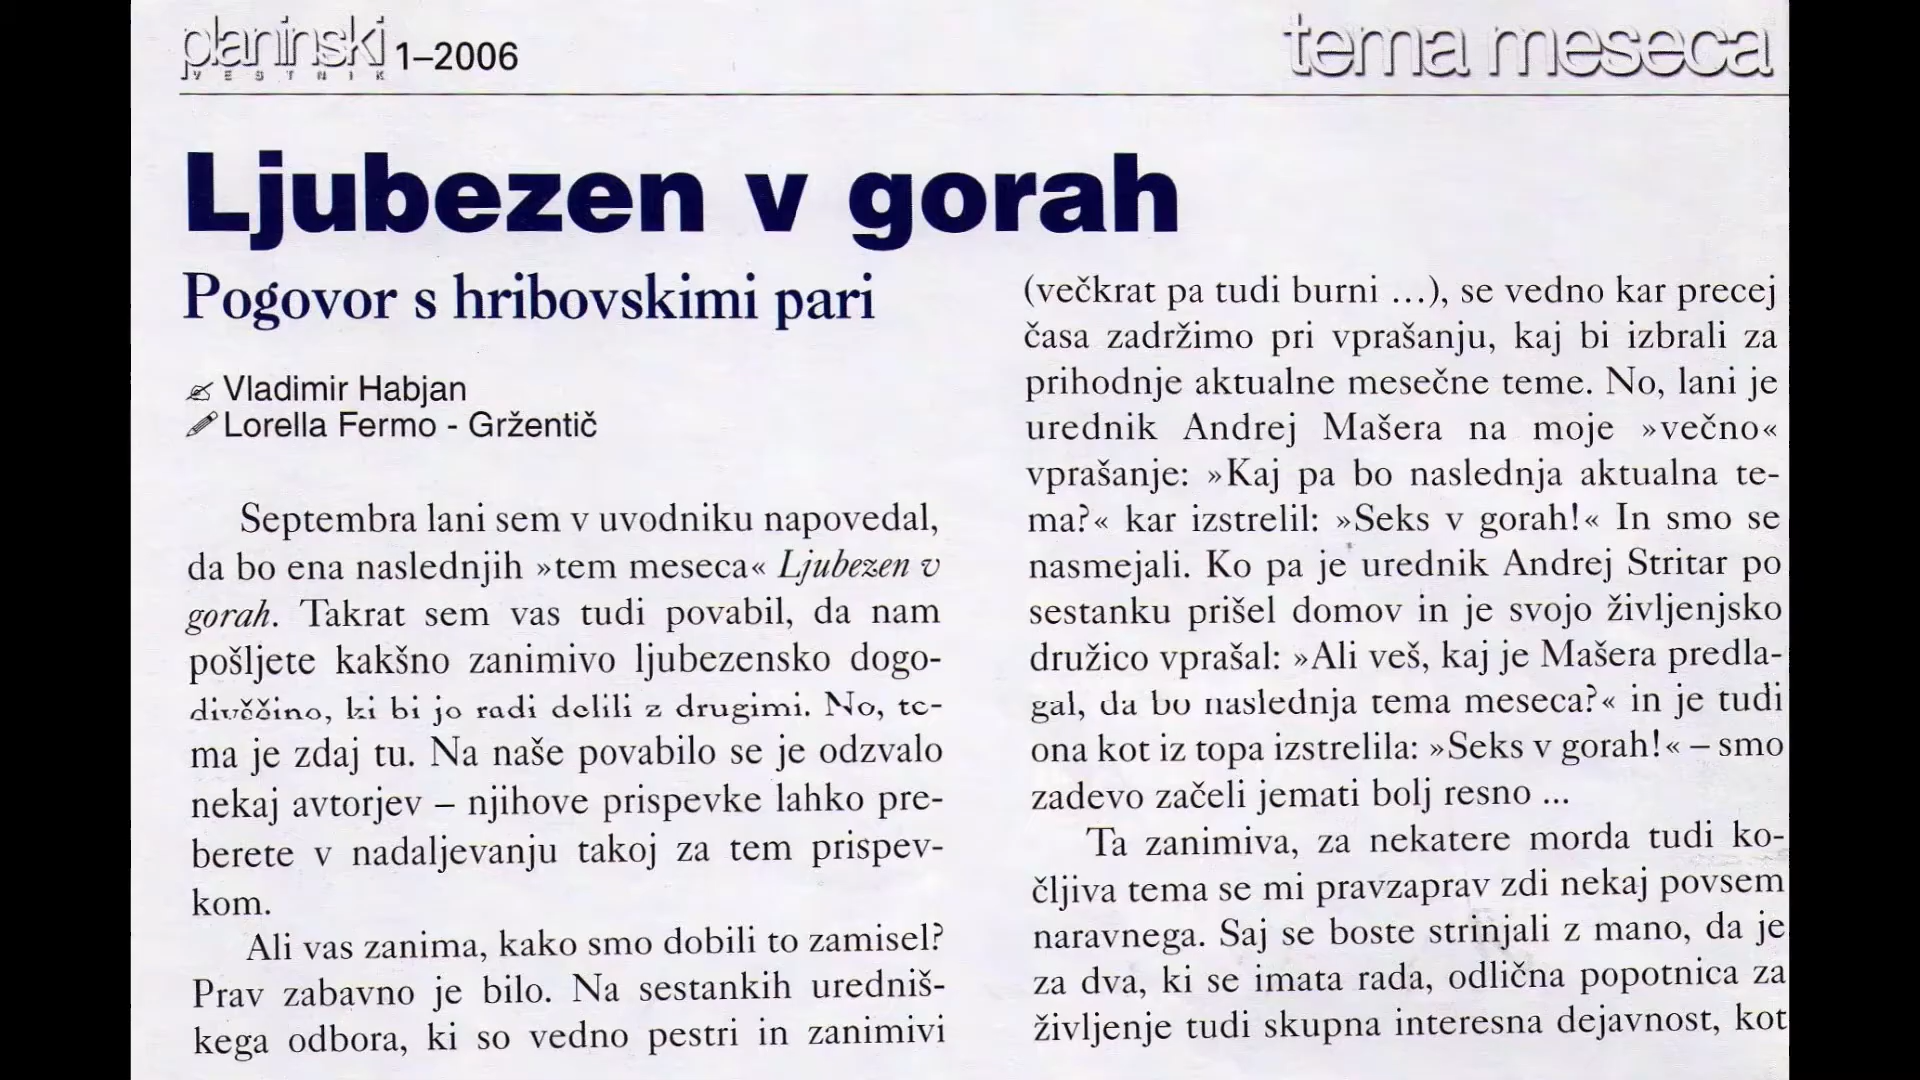 planinski 1–2006
VESTNIK
tema meseca
Ljubezen v gorah
Pogovor s hribovskimi pari
Vladimir Habjan
Lorella Fermo - Gržentič
Septembra lani sem v uvodniku napovedal,
da bo ena naslednjih »tem meseca« Ljubezen v
gorah. Takrat sem vas tudi povabil, da nam
pošljete kakšno zanimivo ljubezensko dogo-
divščino, ki bi jo radi delili z drugimi. No, te-
ma je zdaj tu. Na naše povabilo se je odzvalo
nekaj avtorjev – njihove prispevke lahko pre-
berete v nadaljevanju takoj za tem prispev-
kom.
Ali vas zanima, kako smo dobili to zamisel?
Prav zabavno je bilo. Na sestankih uredniš-
kega odbora, ki so vedno pestri in zanimivi
(večkrat pa tudi burni ...), se vedno kar precej
časa zadržimo pri vprašanju, kaj bi izbrali za
prihodnje aktualne mesečne teme. No, lani je
urednik Andrej Mašera na moje »večno«
vprašanje: »Kaj pa bo naslednja aktualna te-
ma?« kar izstrelil: »Seks v gorah!« In smo se
nasmejali. Ko pa je urednik Andrej Stritar po
sestanku prišel domov in je svojo življenjsko
družico vprašal: »Ali veš, kaj je Mašera predla-
gal, da bo naslednja tema meseca?« in je tudi
ona kot iz topa izstrelila: »Seks v gorah!« – smo
zadevo začeli jemati bolj resno ...
Ta zanimiva, za nekatere morda tudi ko-
čljiva tema se mi pravzaprav zdi nekaj povsem
naravnega. Saj se boste strinjali z mano, da je
za dva, ki se imata rada, odlična popotnica za
življenje tudi skupna interesna dejavnost, kot